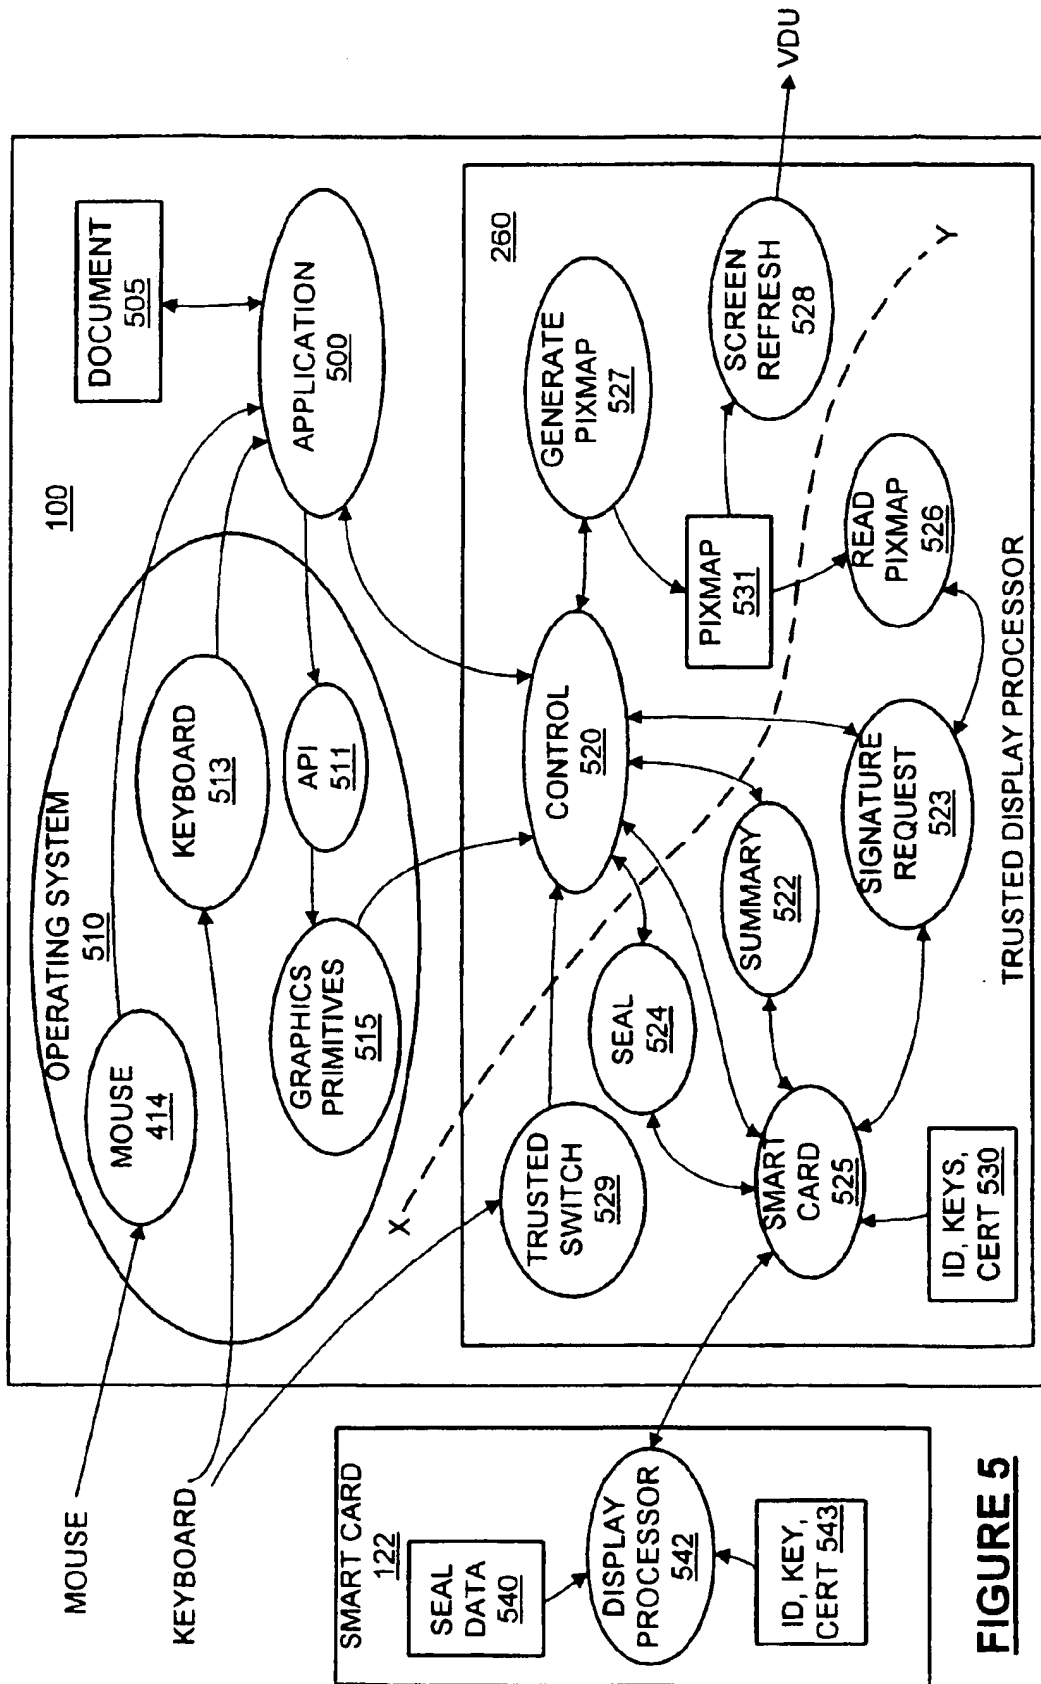 MOUSE
KEYBOARD
100
OPERATING SYSTEM
510
MOUSE
414
KEYBOARD
513
API
511
GRAPHICS
PRIMITIVES
515
DOCUMENT
505
APPLICATION
500
X
260
TRUSTED
SWITCH
529
CONTROL
520
GENERATE
PIXMAP
527
SEAL
524
PIXMAP
531
SCREEN
REFRESH
528
VDU
Y
SUMMARY
522
READ
PIXMAP
526
SMART
CARD
525
SIGNATURE
REQUEST
523
ID, KEYS,
CERT 530
TRUSTED DISPLAY PROCESSOR
SMART CARD
122
SEAL
DATA
540
DISPLAY
PROCESSOR
542
ID, KEY,
CERT 543
FIGURE 5